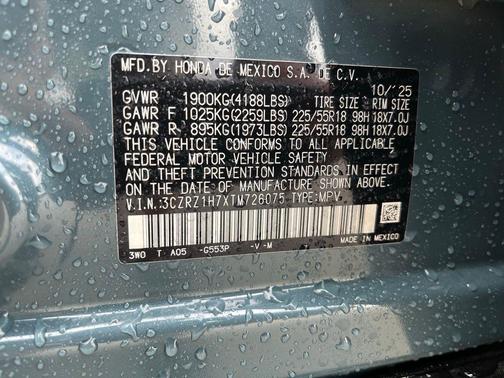 MFD.BY HONDA DE MEXICO S.A. DE C.V.
10/'25
GVWR 1900KG(4188LBS) TIRE SIZE RIM SIZE
GAWR F 1025KG(2259LBS) 225/55R18 98H 18X7.0J
GAWR R 895KG(1973LBS) 225/55R18 98H 18X7.0J
THIS VEHICLE CONFORMS TO ALL APPLICABLE
FEDERAL MOTOR VEHICLE SAFETY, BUMPER,
AND THEFT PREVENTION STANDARDS IN EFFECT
ON THE DATE OF MANUFACTURE SHOWN ABOVE.
V.I.N.:3CZRZ1H7XTM726075 TYPE:MPV
3W0 T A05 -G553P -V-M
MADE IN MEXICO